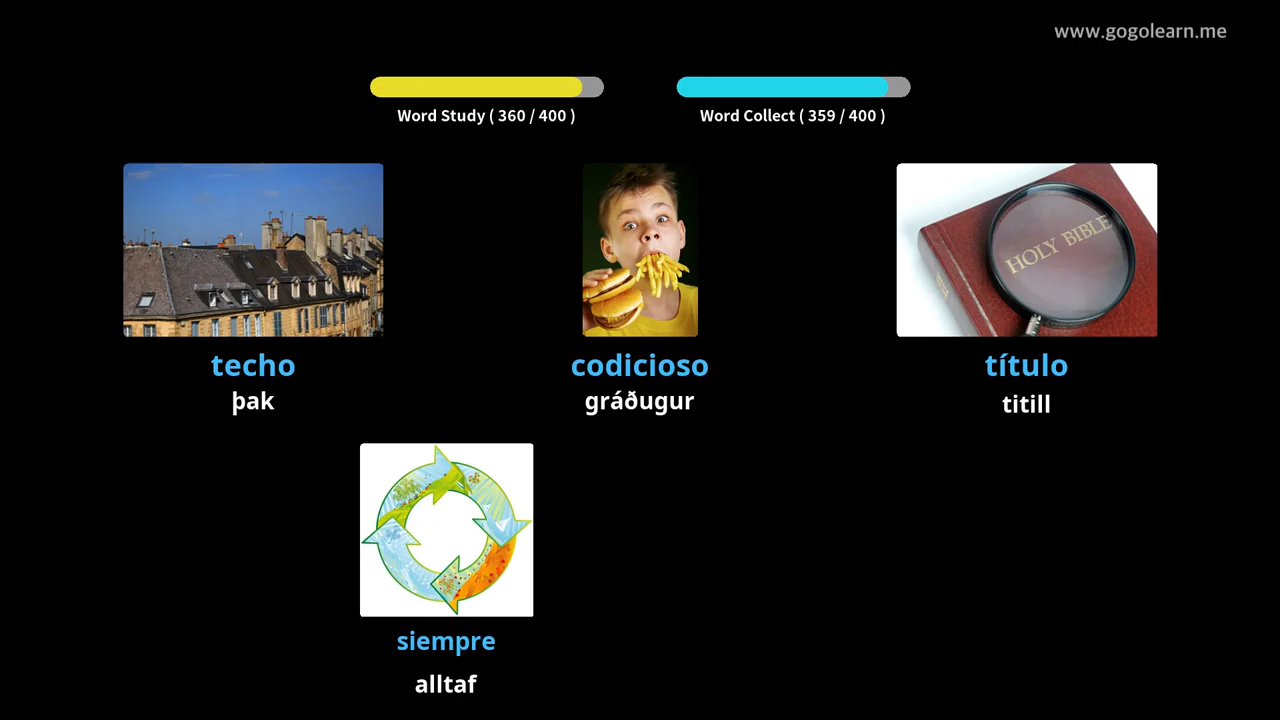 www.gogolearn.me
Word Study ( 360 / 400 )
Word Collect ( 359 / 400 )
HOLY BIBLE
techo
þak
codicioso
gráðugur
título
titill
siempre
alltaf